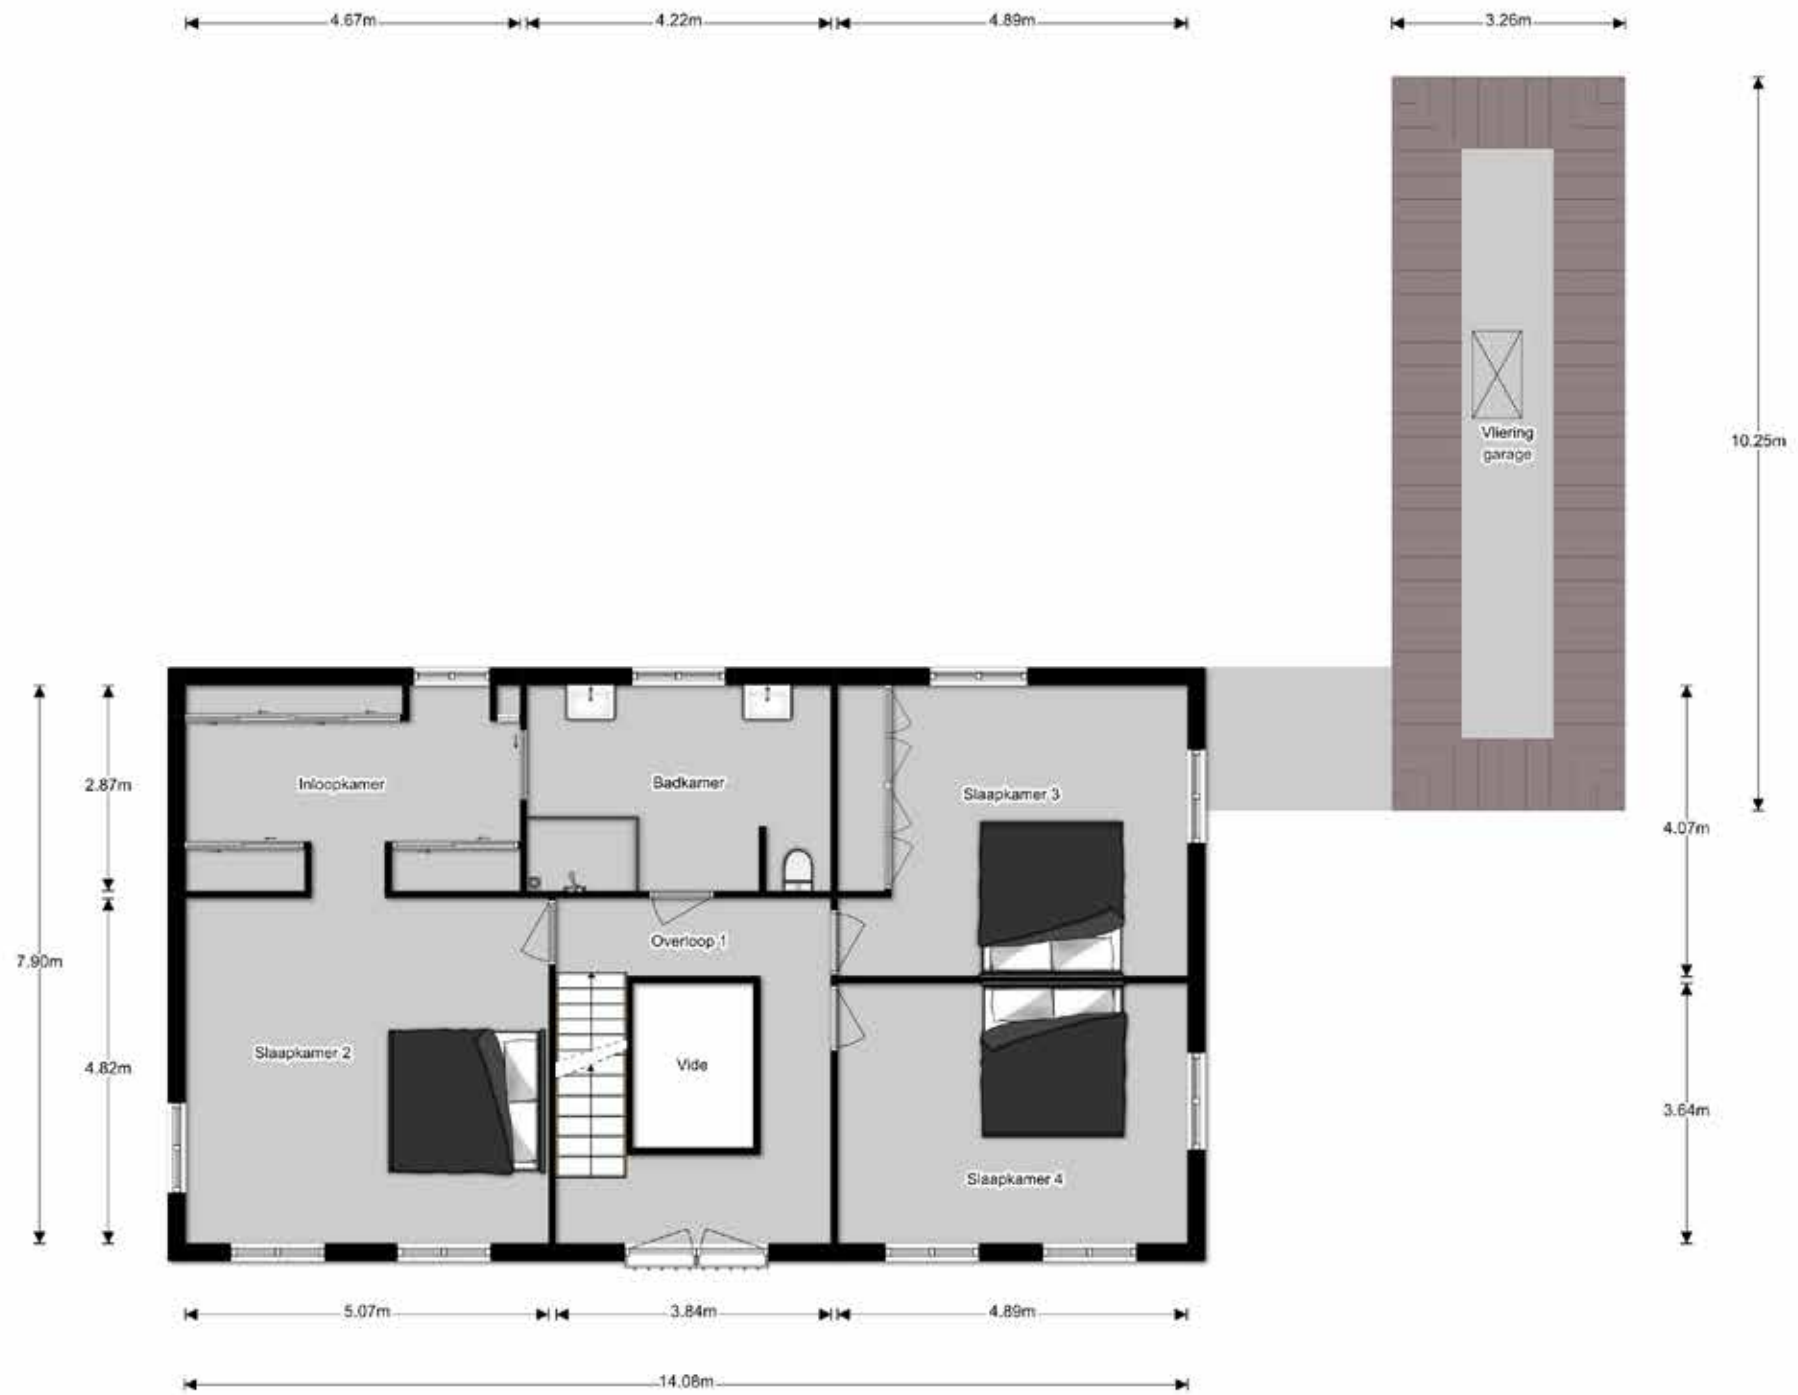 4.67m
4.22m
4.89m
3.26m
10.25m
Vliering
garage
2.87m
Inloopkamer
Badkamer
Slaapkamer 3
4.07m
7.90m
Overloop 1
4.82m
Slaapkamer 2
Vide
3.64m
Slaapkamer 4
5.07m
3.84m
4.89m
14.08m